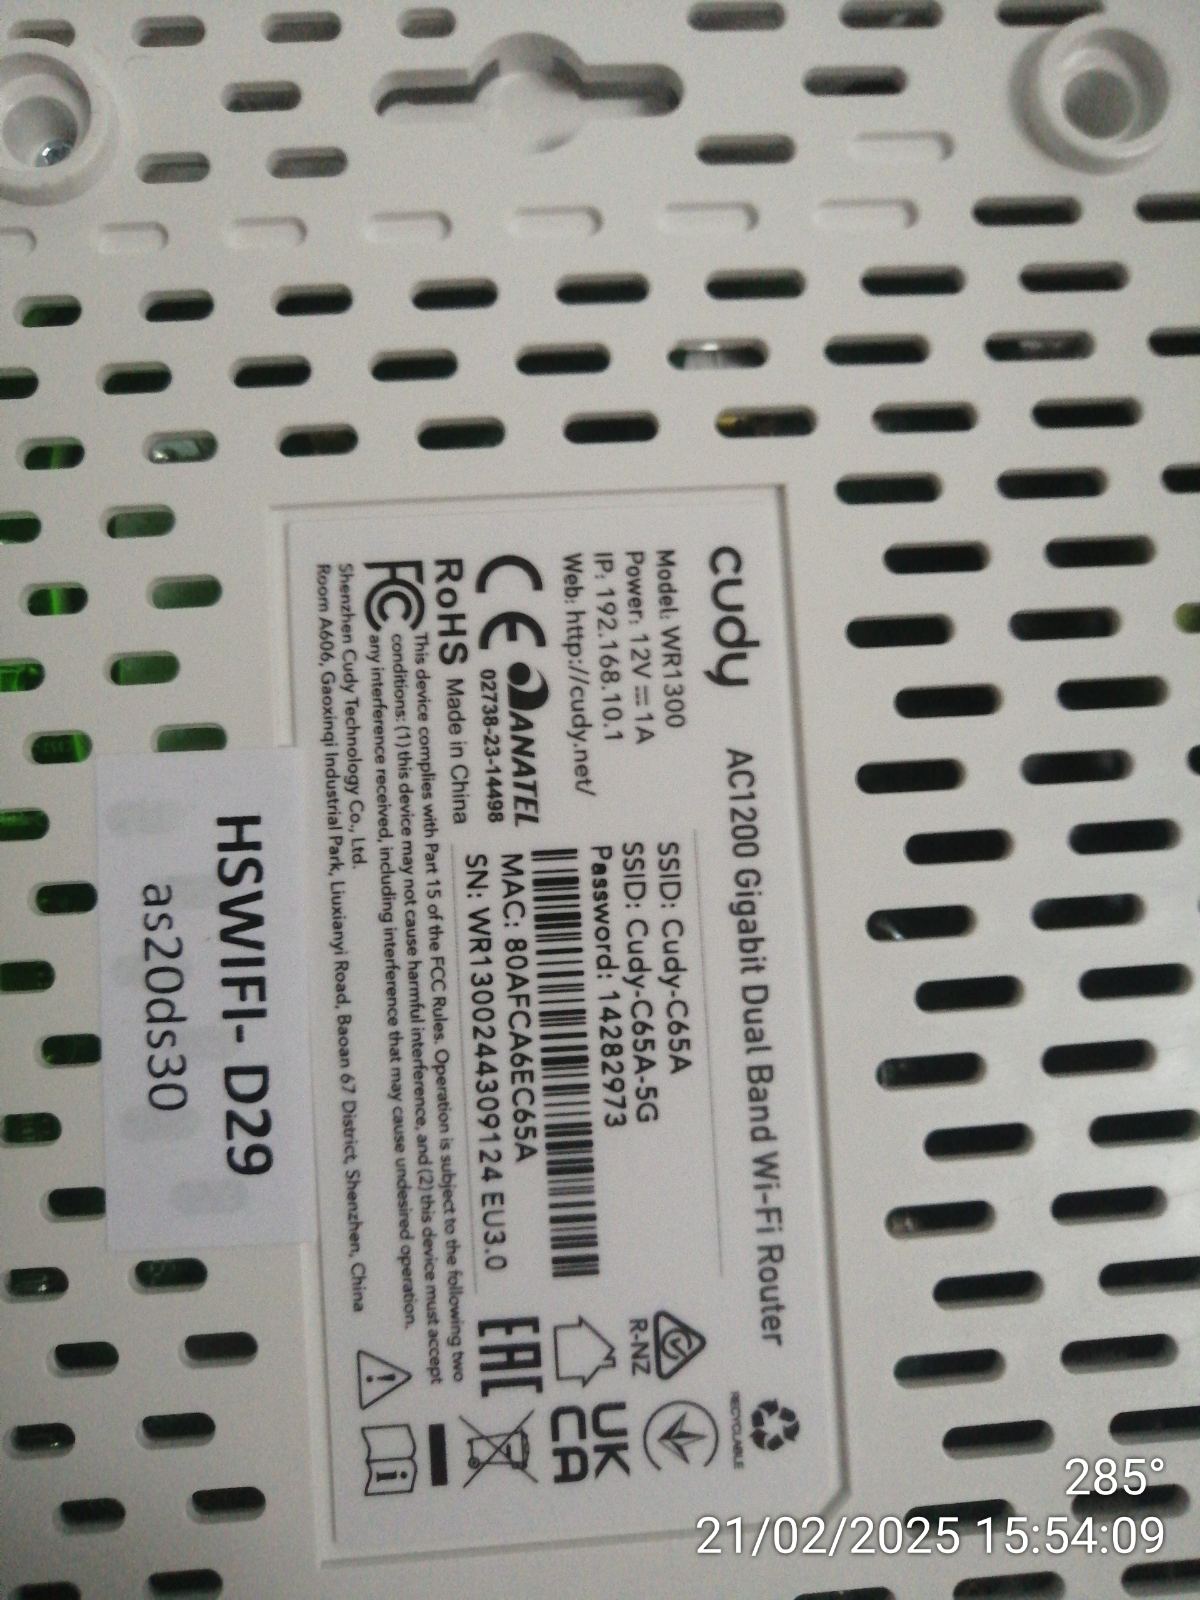 cudy AC1200 Gigabit Dual Band Wi-Fi Router
RECYCLABLE
Model: WR1300
Power: 12V⎓1A
IP: 192.168.10.1
Web: http://cudy.net/
SSID: Cudy-C65A
SSID: Cudy-C65A-5G
Password: 14282973
R-NZ
CE ANATEL
02738-23-14498
MAC: 80AFCA6EC65A
SN: WR1300244309124 EU3.0
UK
CA
EAC
RoHS Made in China
FC This device complies with Part 15 of the FCC Rules. Operation is subject to the following two
conditions: (1) this device may not cause harmful interference, and (2) this device must accept
any interference received, including interference that may cause undesired operation.
Shenzhen Cudy Technology Co., Ltd.
Room A606, Gaoxinqi Industrial Park, Liuxianyi Road, Baoan 67 District, Shenzhen, China
HSWIFI- D29
as20ds30
285°
21/02/2025 15:54:09